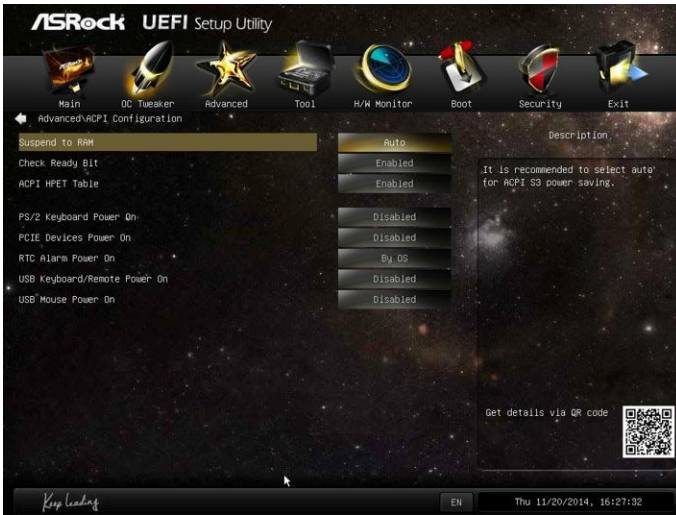 ASRock UEFI Setup Utility
Main OC Tweaker Advanced Tool H/W Monitor Boot Security Exit
Advanced\ACPI Configuration
Description
Suspend to RAM Auto
It is recommended to select auto
for ACPI S3 power saving.
Check Ready Bit Enabled
ACPI HPET Table Enabled
PS/2 Keyboard Power On Disabled
PCIE Devices Power On Disabled
RTC Alarm Power On By OS
USB Keyboard/Remote Power On Disabled
USB Mouse Power On Disabled
Get details via QR code
Keep Leading
EN
Thu 11/20/2014, 16:27:32